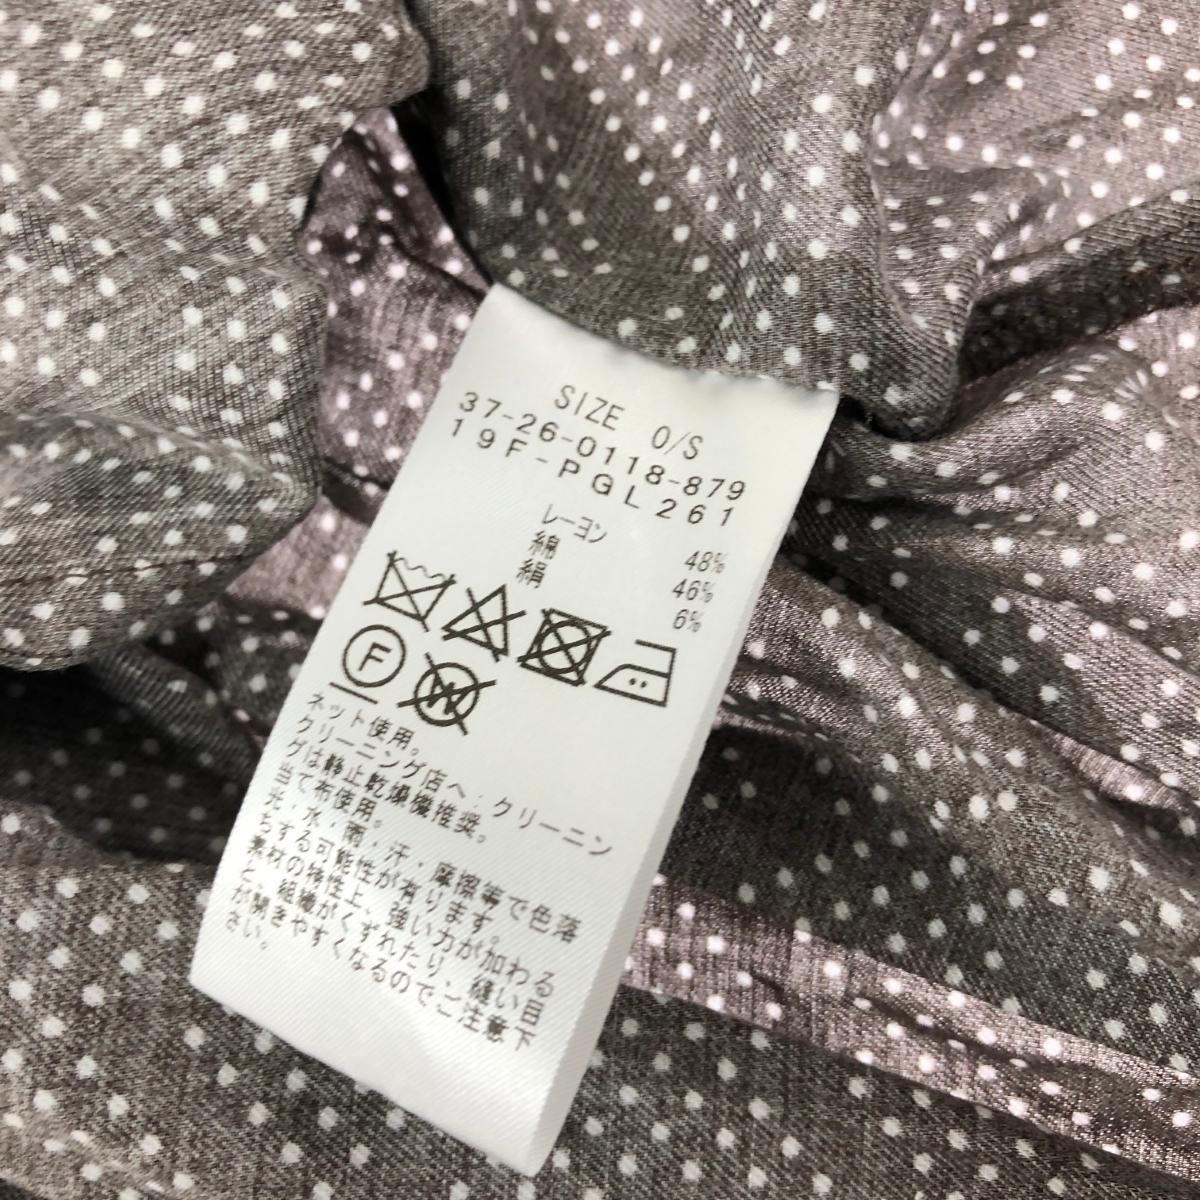 SIZE 0/S
37-26-0118-879
19F-PGL261
レーヨン 48%
綿 46%
絹 6%
F W
ネット使用。
クリーニング店へ:クリーニン
グは静止乾燥機推奨。
当て布使用。
光・水・雨・汗・摩擦等で色落
ちする可能性が有ります。
素材の特性上、強い力が加わる
と、組織がくずれたり、縫い目
が開きやすくなるのでご注意下
さい。